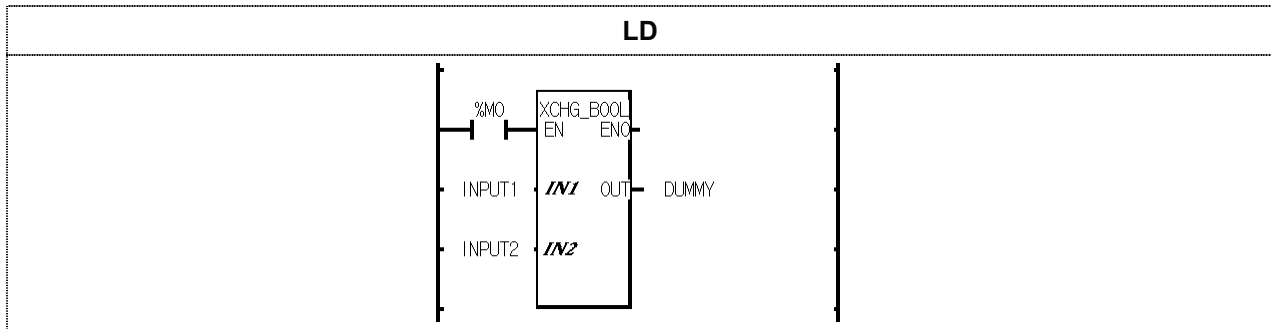 LD
%M0 XCHG_BOOL
EN ENO
INPUT1 IN1 OUT DUMMY
INPUT2 IN2